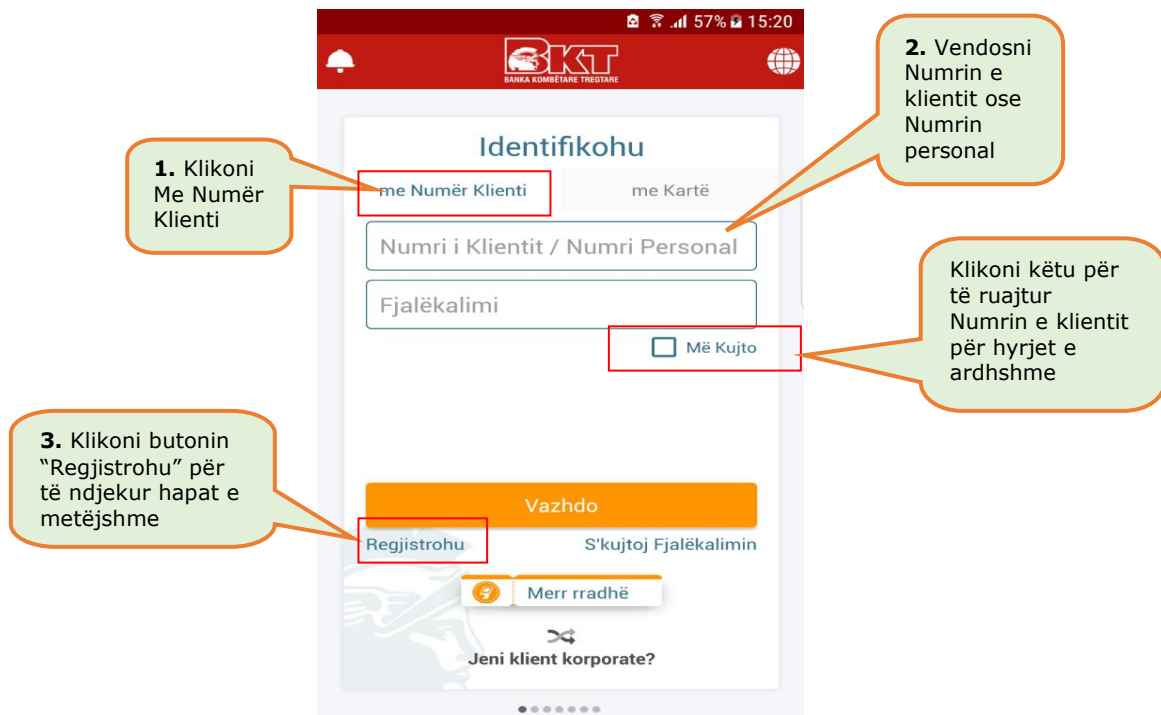 57% 15:20
BKT
BANKA KOMBËTARE TREGTARE
Identifikohu
me Numër Klienti
me Kartë
Numri i Klientit / Numri Personal
Fjalëkalimi
Më Kujto
Vazhdo
Regjistrohu
S'kujtoj Fjalëkalimin
Merr rradhë
Jeni klient korporate?
1. Klikoni
Me Numër
Klienti
2. Vendosni
Numrin e
klientit ose
Numrin
personal
Klikoni këtu për
të ruajtur
Numrin e klientit
për hyrjet e
ardhshme
3. Klikoni butonin
“Regjistrohu” për
të ndjekur hapat e
metëjshme